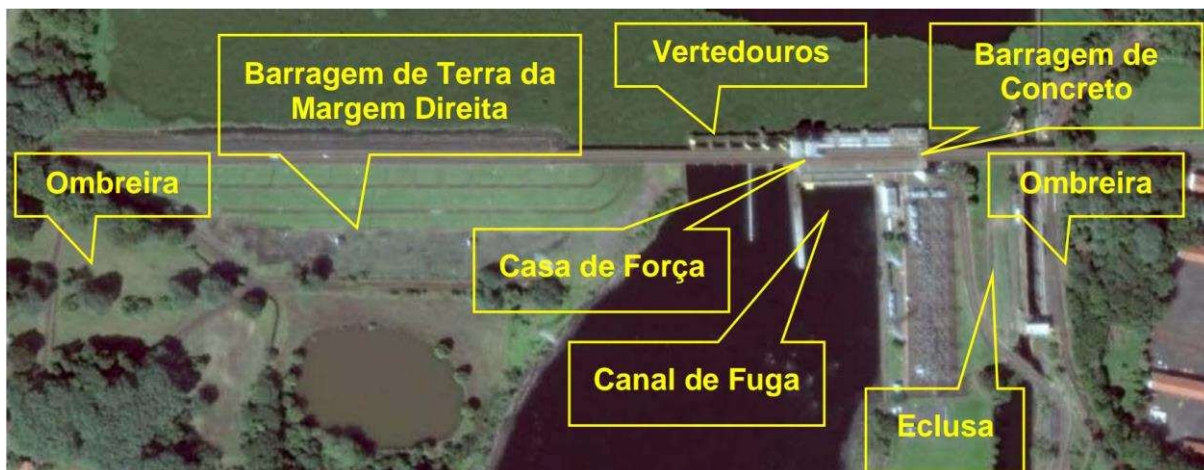 Barragem de Terra da
Margem Direita
Vertedouros
Barragem de
Concreto
Ombreira
Ombreira
Casa de Força
Canal de Fuga
Eclusa